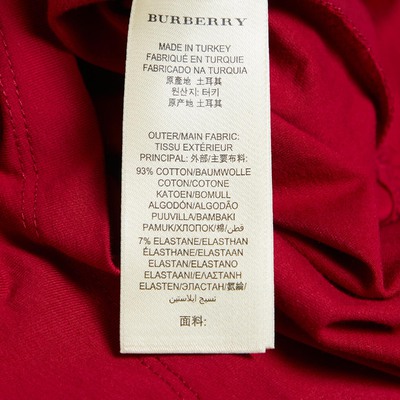 BURBERRY
MADE IN TURKEY
FABRIQUÉ EN TURQUIE
FABRICADO NA TURQUIA
原產地 土耳其
원산지: 터키
原产地 土耳其
OUTER/MAIN FABRIC:
TISSU EXTÉRIEUR
PRINCIPAL: 外部/主要布料:
93% COTTON/BAUMWOLLE
COTON/COTONE
KATOEN/BOMULL
ALGODÓN/ALGODÃO
PUUVILLA/BAMBAKI
PAMUK/ХЛОПОК/棉/قطن/
7% ELASTANE/ELASTHAN
ÉLASTHANE/ELASTAAN
ELASTAN/ELASTANO
ELASTAANI/ΕΛΑΣΤΑΝΗ
ELASTEN/ЭЛАСТАН/
نسيج إيلاستين/
面料: